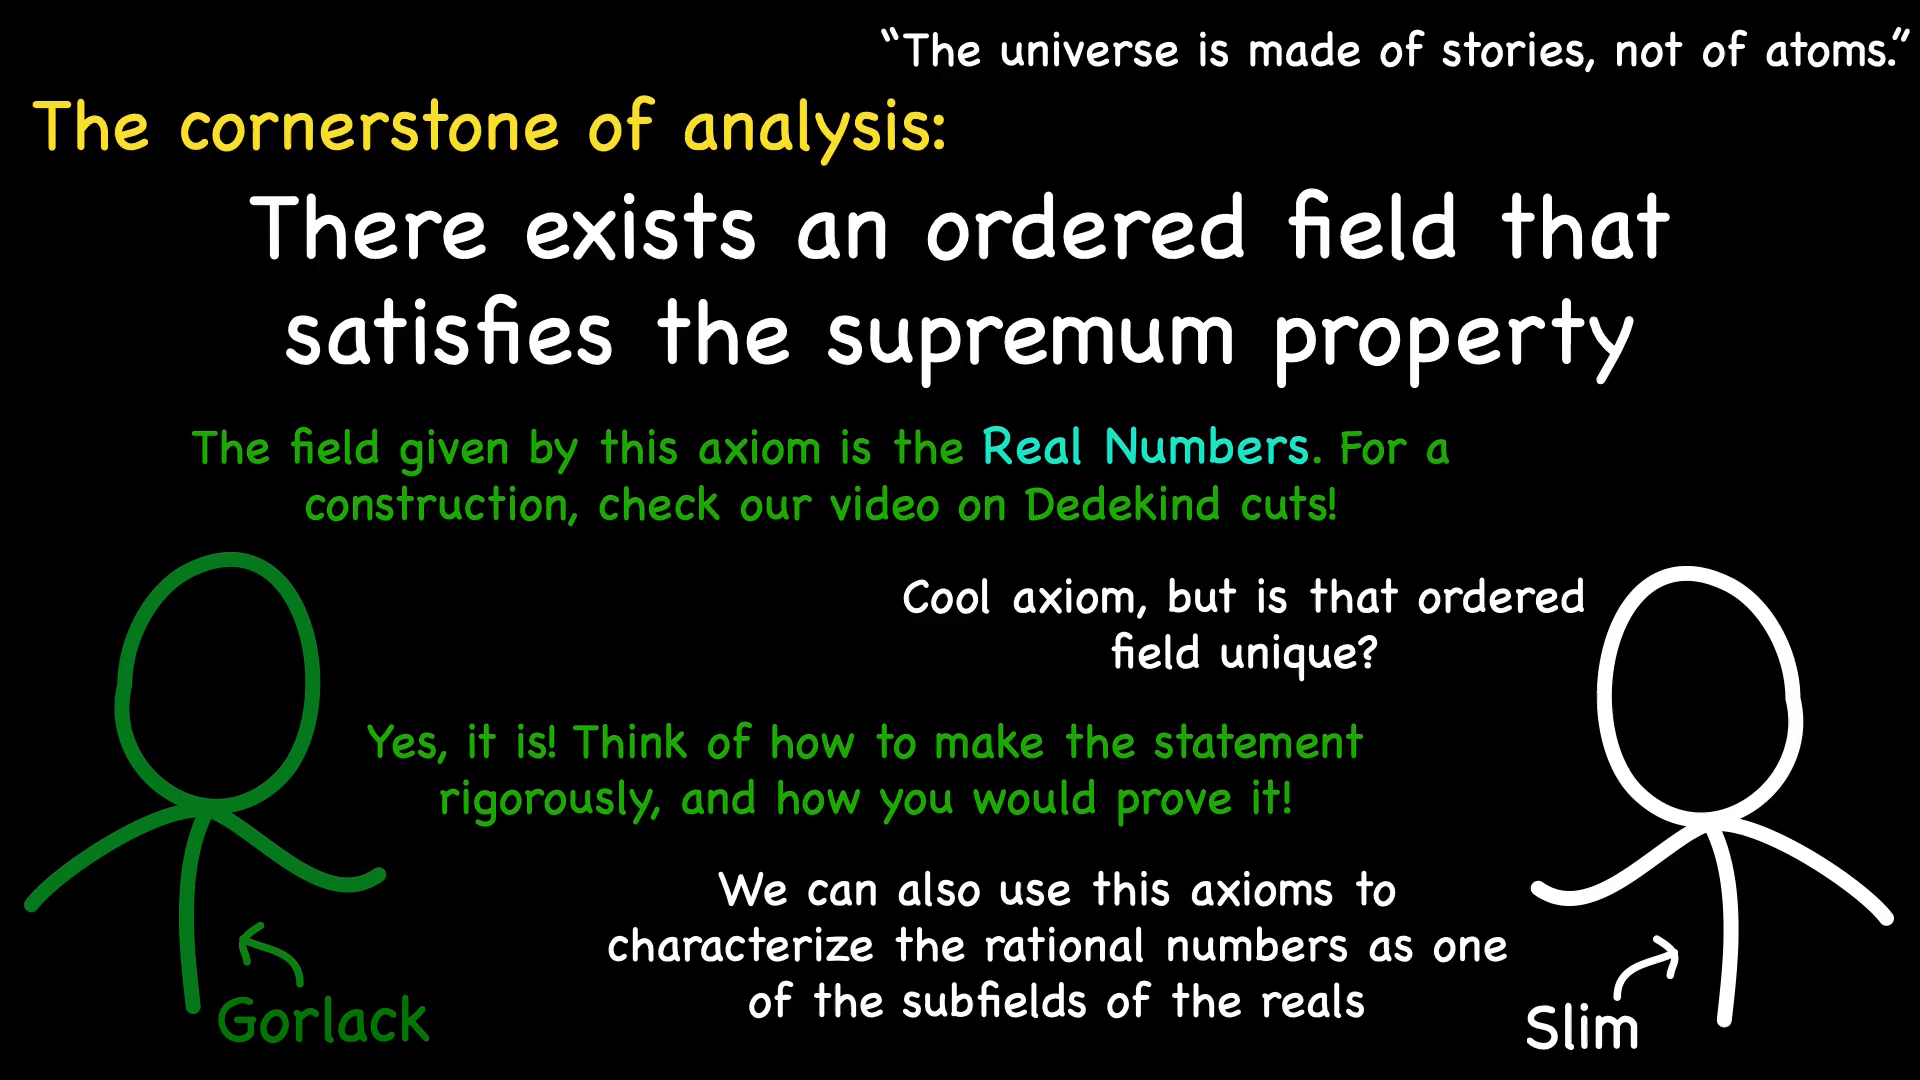 “The universe is made of stories, not of atoms.”
The cornerstone of analysis:
There exists an ordered field that
satisfies the supremum property
The field given by this axiom is the Real Numbers. For a
construction, check our video on Dedekind cuts!
Cool axiom, but is that ordered
field unique?
Yes, it is! Think of how to make the statement
rigorously, and how you would prove it!
We can also use this axioms to
characterize the rational numbers as one
of the subfields of the reals
Gorlack
Slim